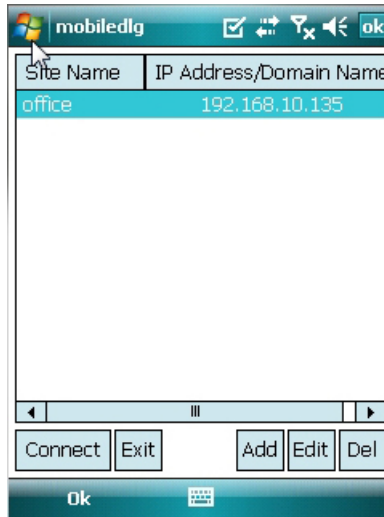 mobiledlg ok
Site Name IP Address/Domain Name
office 192.168.10.135
Connect Exit Add Edit Del
Ok